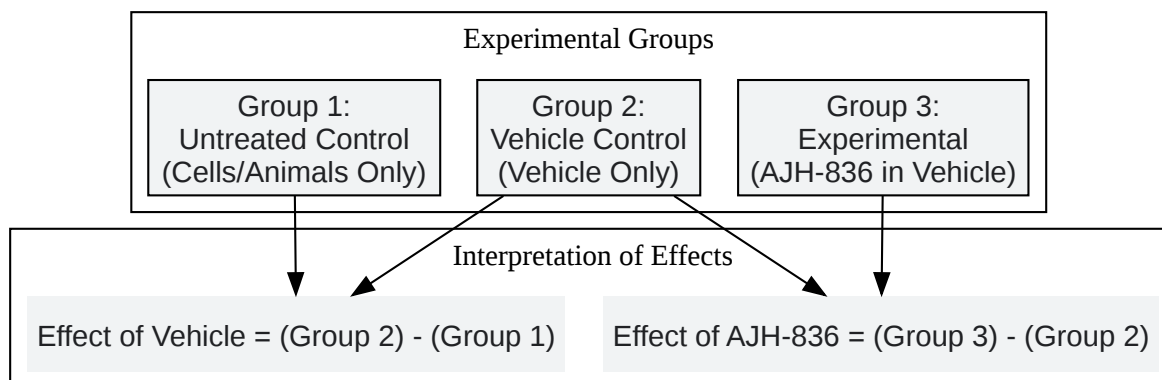 Experimental Groups
Group 1:
Untreated Control
(Cells/Animals Only)
Group 2:
Vehicle Control
(Vehicle Only)
Group 3:
Experimental
(AJH-836 in Vehicle)
Interpretation of Effects
Effect of Vehicle = (Group 2) - (Group 1)
Effect of AJH-836 = (Group 3) - (Group 2)